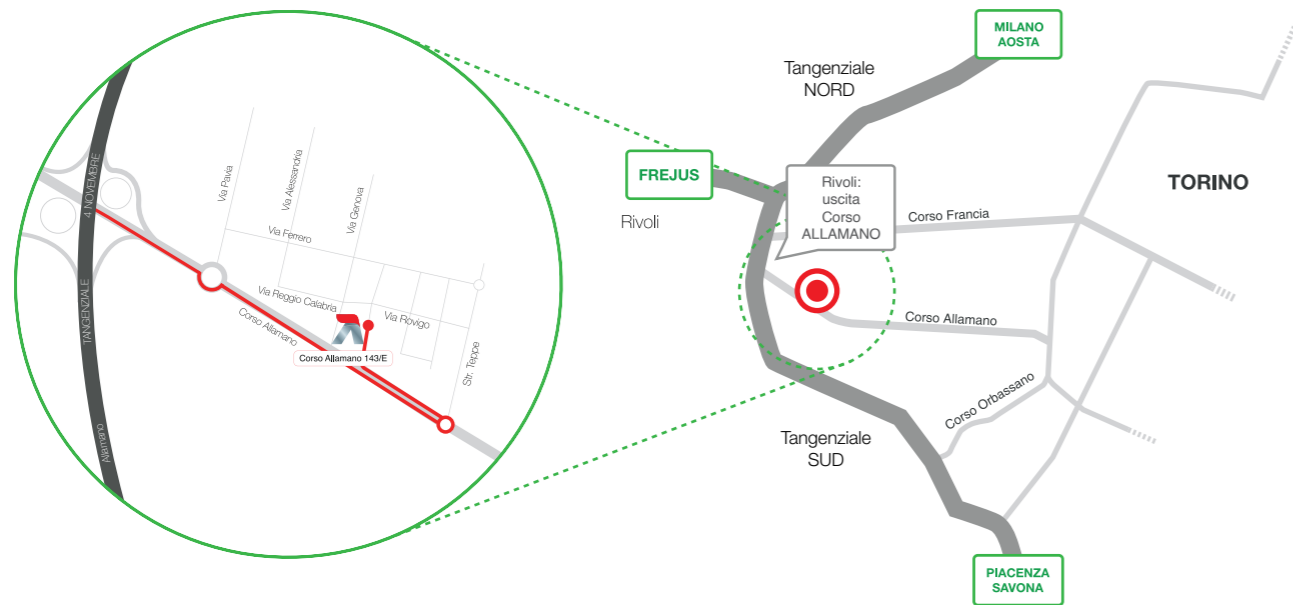 MILANO
AOSTA
Tangenziale
NORD
FREJUS
Rivoli
Rivoli:
uscita
Corso
ALLAMANO
TORINO
Corso Francia
Corso Allamano
Corso Orbassano
Tangenziale
SUD
PIACENZA
SAVONA
TANGENZIALE 4 NOVEMBRE
Allamano
Via Pavia
Via Alessandria
Via Genova
Via Ferrero
Via Reggio Calabria
Via Rovigo
Corso Allamano
Corso Allamano 143/E
Str. Teppe